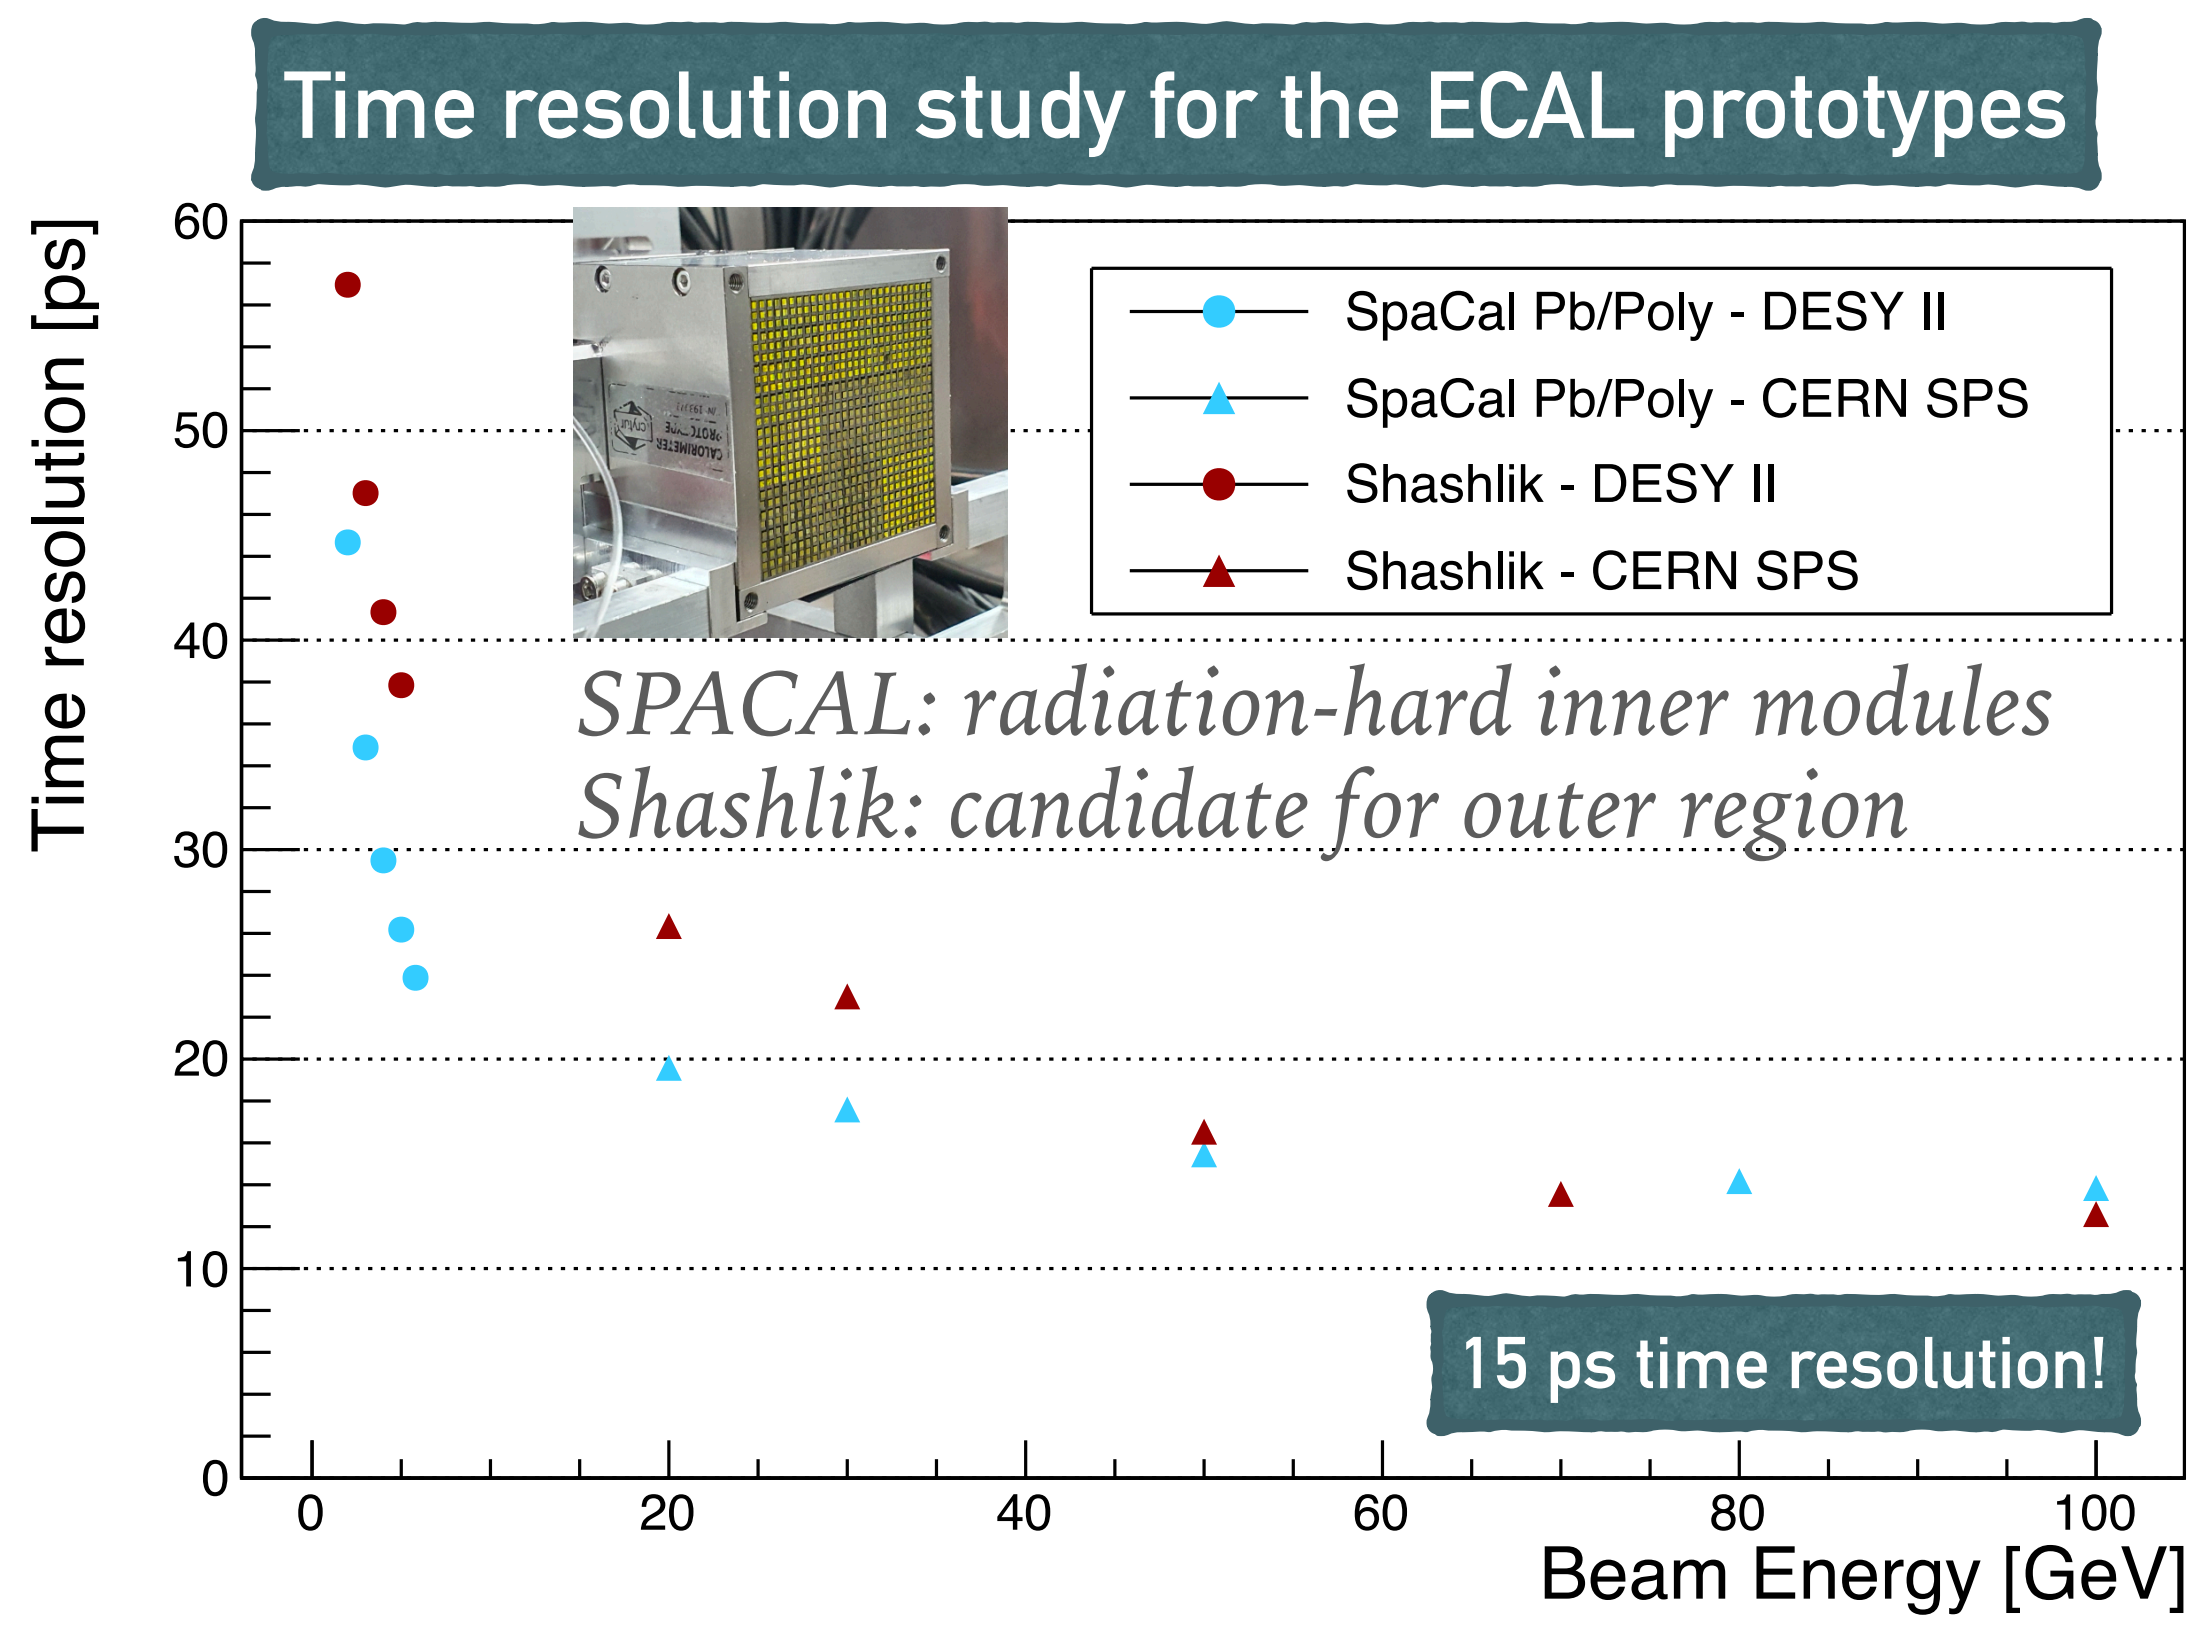 Time resolution study for the ECAL prototypes
Time resolution [ps]
60
50
40
30
20
10
0
SpaCal Pb/Poly - DESY II
SpaCal Pb/Poly - CERN SPS
Shashlik - DESY II
Shashlik - CERN SPS
CALORIMETER
crytur
SPACAL: radiation-hard inner modules
Shashlik: candidate for outer region
15 ps time resolution!
0 20 40 60 80 100
Beam Energy [GeV]